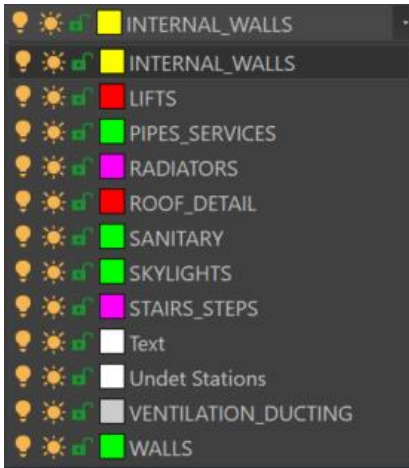 INTERNAL_WALLS
INTERNAL_WALLS
LIFTS
PIPES_SERVICES
RADIATORS
ROOF_DETAIL
SANITARY
SKYLIGHTS
STAIRS_STEPS
Text
Undet Stations
VENTILATION_DUCTING
WALLS